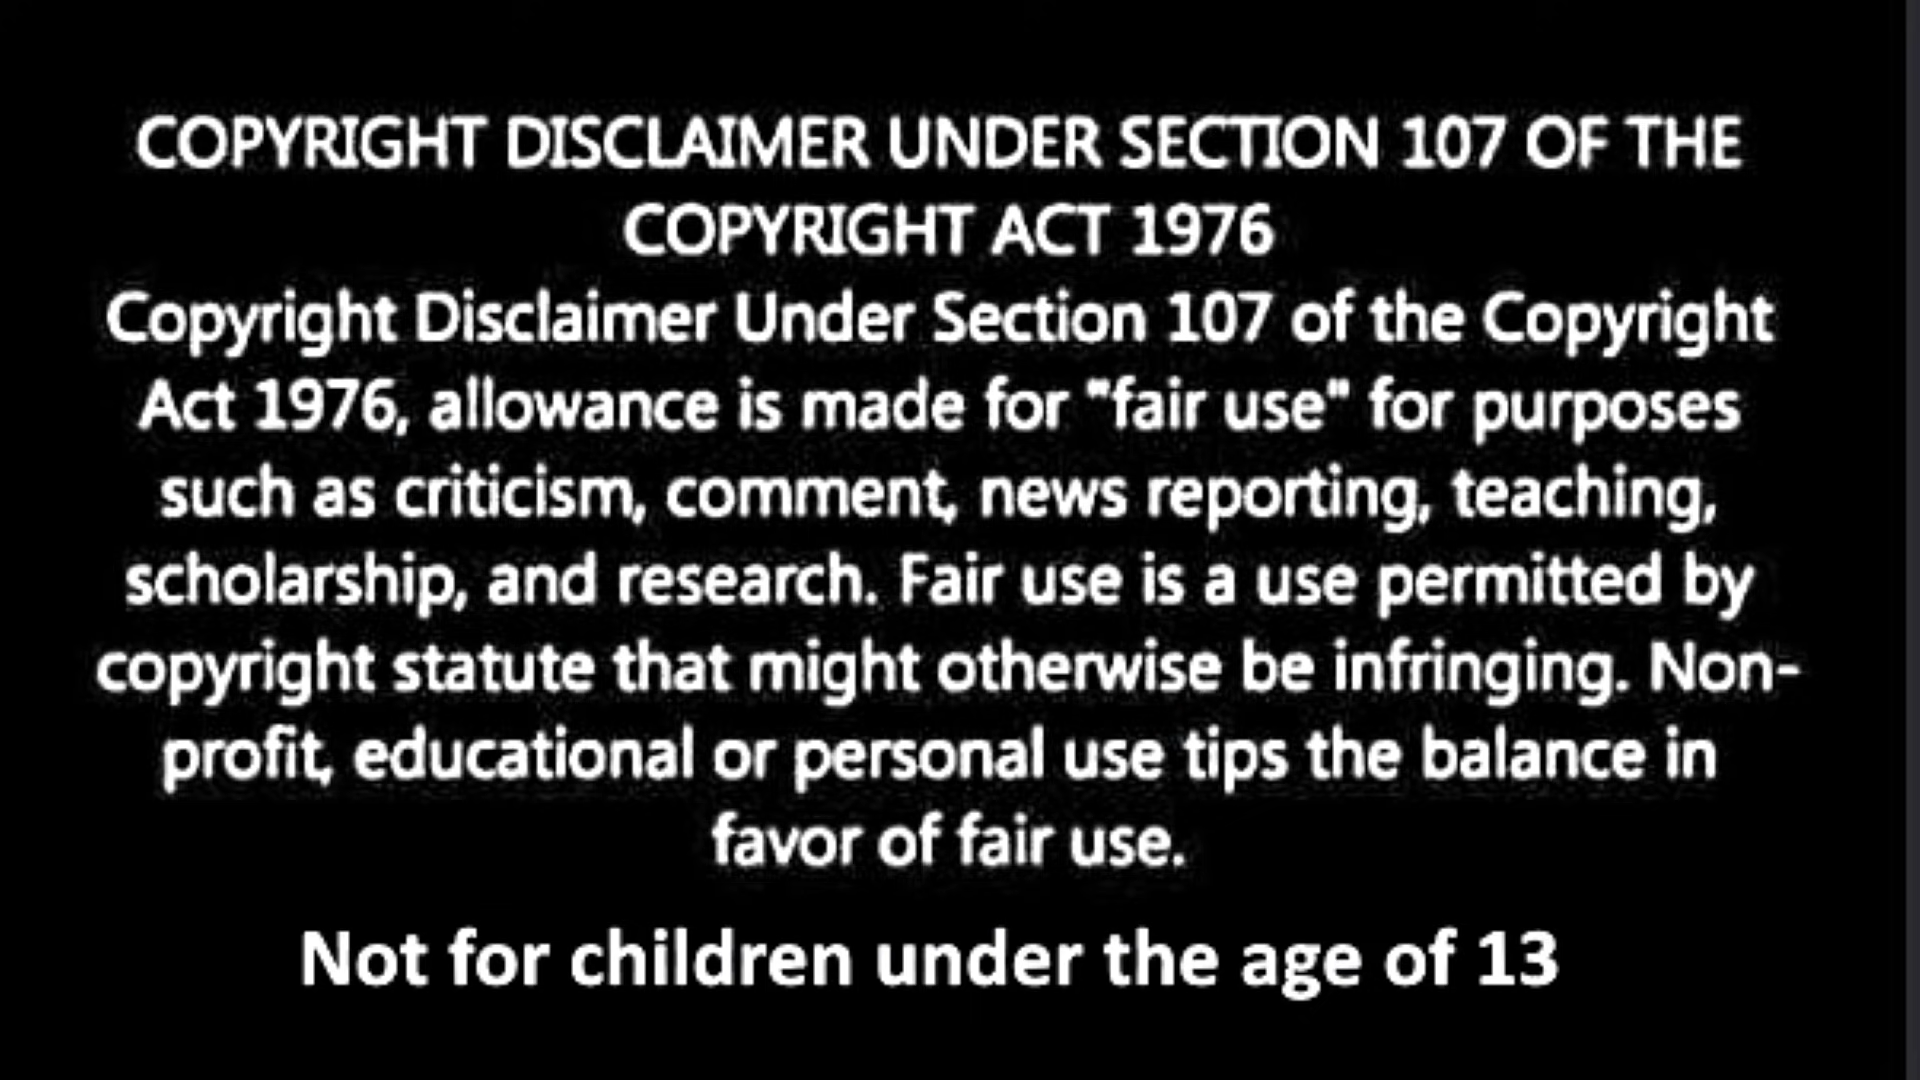 COPYRIGHT DISCLAIMER UNDER SECTION 107 OF THE
COPYRIGHT ACT 1976
Copyright Disclaimer Under Section 107 of the Copyright
Act 1976, allowance is made for "fair use" for purposes
such as criticism, comment, news reporting, teaching,
scholarship, and research. Fair use is a use permitted by
copyright statute that might otherwise be infringing. Non-
profit, educational or personal use tips the balance in
favor of fair use.
Not for children under the age of 13